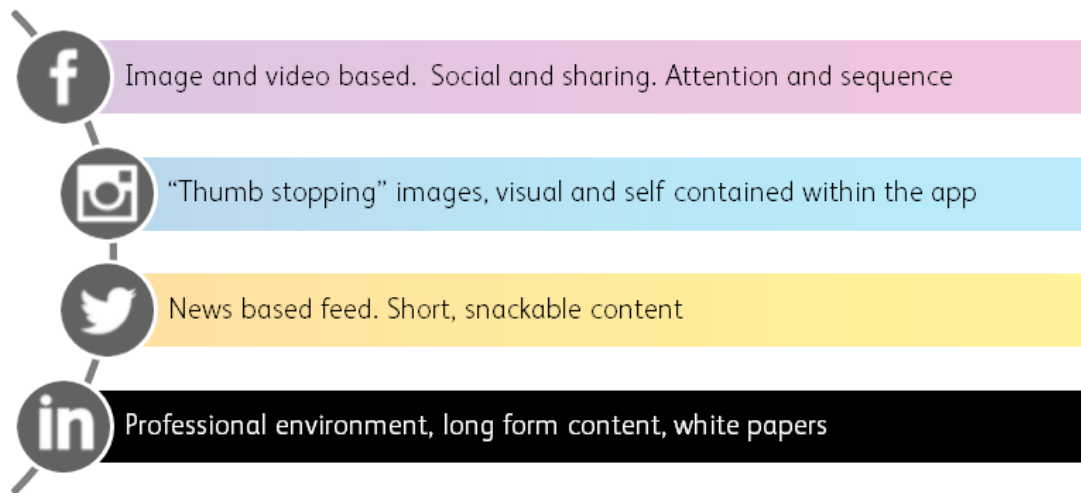 f
Image and video based.  Social and sharing. Attention and sequence
“Thumb stopping” images, visual and self contained within the app
News based feed. Short, snackable content
in
Professional environment, long form content, white papers